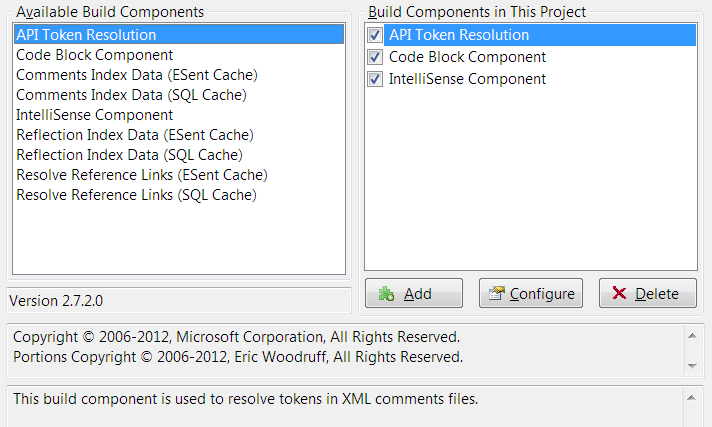 Available Build Components
API Token Resolution
Code Block Component
Comments Index Data (ESent Cache)
Comments Index Data (SQL Cache)
IntelliSense Component
Reflection Index Data (ESent Cache)
Reflection Index Data (SQL Cache)
Resolve Reference Links (ESent Cache)
Resolve Reference Links (SQL Cache)
Version 2.7.2.0
Build Components in This Project
API Token Resolution
Code Block Component
IntelliSense Component
Add
Configure
Delete
Copyright © 2006-2012, Microsoft Corporation, All Rights Reserved.
Portions Copyright © 2006-2012, Eric Woodruff, All Rights Reserved.
This build component is used to resolve tokens in XML comments files.